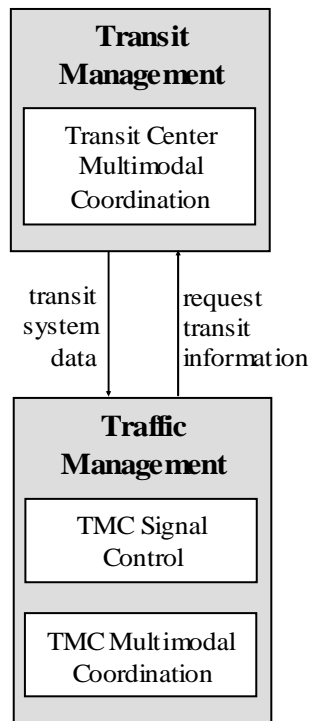 Transit
Management
Transit Center
Multimodal
Coordination
transit
system
data
request
transit
information
Traffic
Management
TMC Signal
Control
TMC Multimodal
Coordination